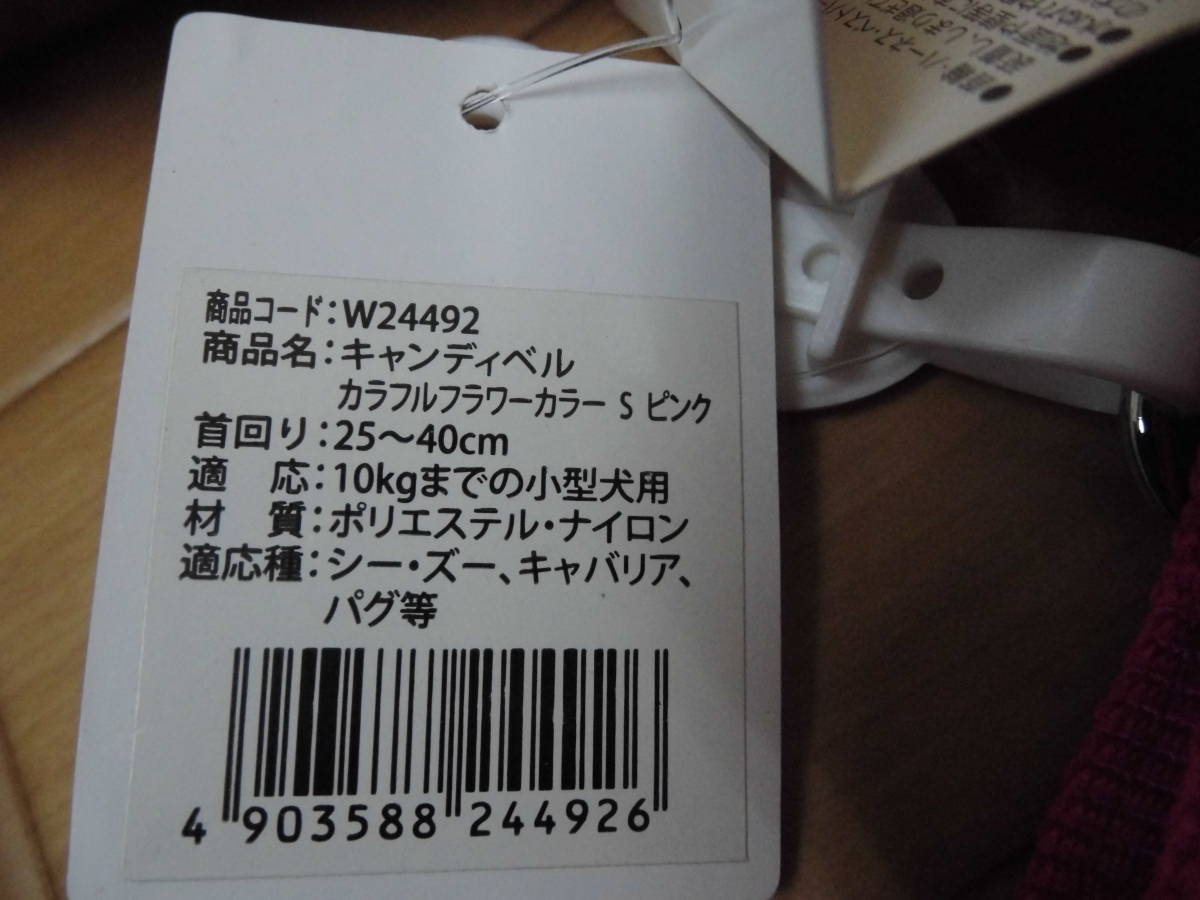 商品コード：W24492
商品名：キャンディベル
カラフルフラワーカラー S ピンク
首回り：25～40cm
適　応：10kgまでの小型犬用
材　質：ポリエステル・ナイロン
適応種：シー・ズー、キャバリア、
パグ等
4 903588 244926